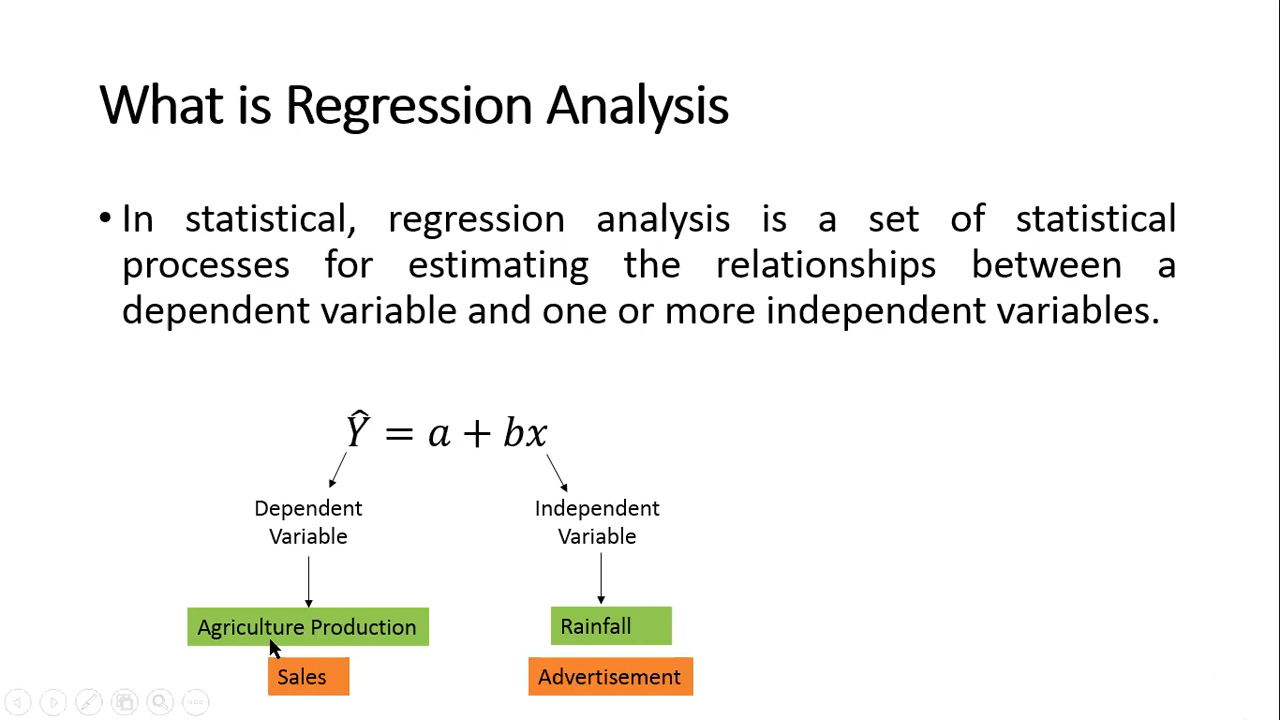 What is Regression Analysis
• In statistical, regression analysis is a set of statistical
processes for estimating the relationships between a
dependent variable and one or more independent variables.
Ŷ = a + bx
Dependent
Variable
Independent
Variable
Agriculture Production
Rainfall
Sales
Advertisement